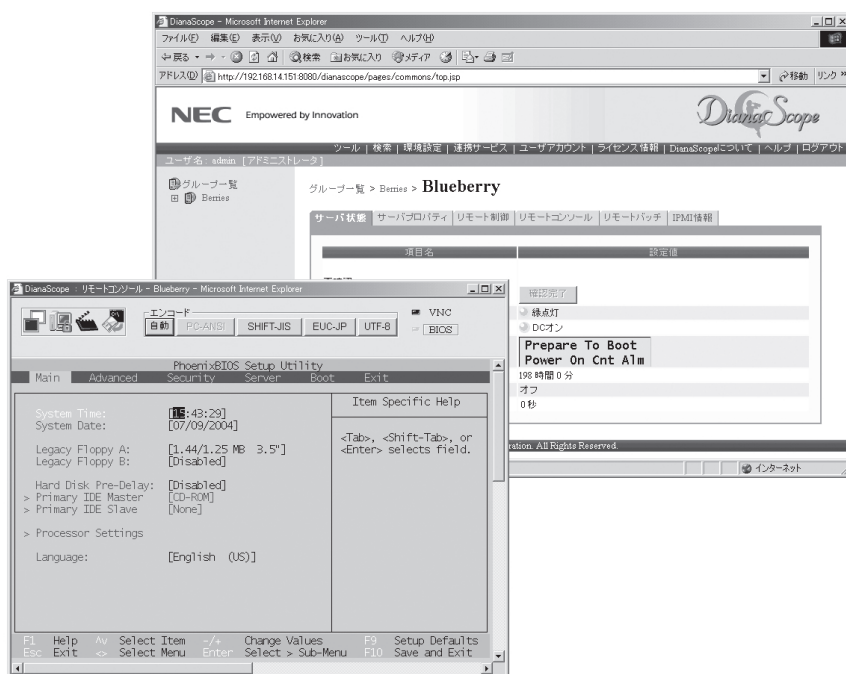 DianaScope - Microsoft Internet Explorer
ファイル(F) 編集(E) 表示(V) お気に入り(A) ツール(T) ヘルプ(H)
戻る 検索 お気に入り メディア
アドレス(D) http://192.168.14.151:8080/dianascope/pages/commons/top.jsp 移動 リンク »
NEC Empowered by Innovation
DianaScope
ツール | 検索 | 環境設定 | 連携サービス | ユーザアカウント | ライセンス情報 | DianaScopeについて | ヘルプ | ログアウト
ユーザ名: admin [アドミニストレータ]
グループ一覧
Berries
グループ一覧 > Berries > Blueberry
サーバ状態 サーバプロパティ リモート制御 リモートコンソール リモートバッチ IPMI情報
項目名 設定値
確認完了
緑点灯
DCオン
Prepare To Boot
Power On Cnt Alm
198 時間 0 分
オフ
0 秒
ration. All Rights Reserved.
インターネット
DianaScope : リモートコンソール - Blueberry - Microsoft Internet Explorer
エンコード
自動 PC-ANSI SHIFT-JIS EUC-JP UTF-8
VNC
BIOS
PhoenixBIOS Setup Utility
Main Advanced Security Server Boot Exit
Item Specific Help
System Time: [15:43:29]
System Date: [07/09/2004]
<Tab>, <Shift-Tab>, or
<Enter> selects field.
Legacy Floppy A: [1.44/1.25 MB 3.5"]
Legacy Floppy B: [Disabled]
Hard Disk Pre-Delay: [Disabled]
> Primary IDE Master [CD-ROM]
> Primary IDE Slave [None]
> Processor Settings
Language: [English (US)]
F1 Help ^v Select Item -/+ Change Values F9 Setup Defaults
Esc Exit <> Select Menu Enter Select > Sub-Menu F10 Save and Exit